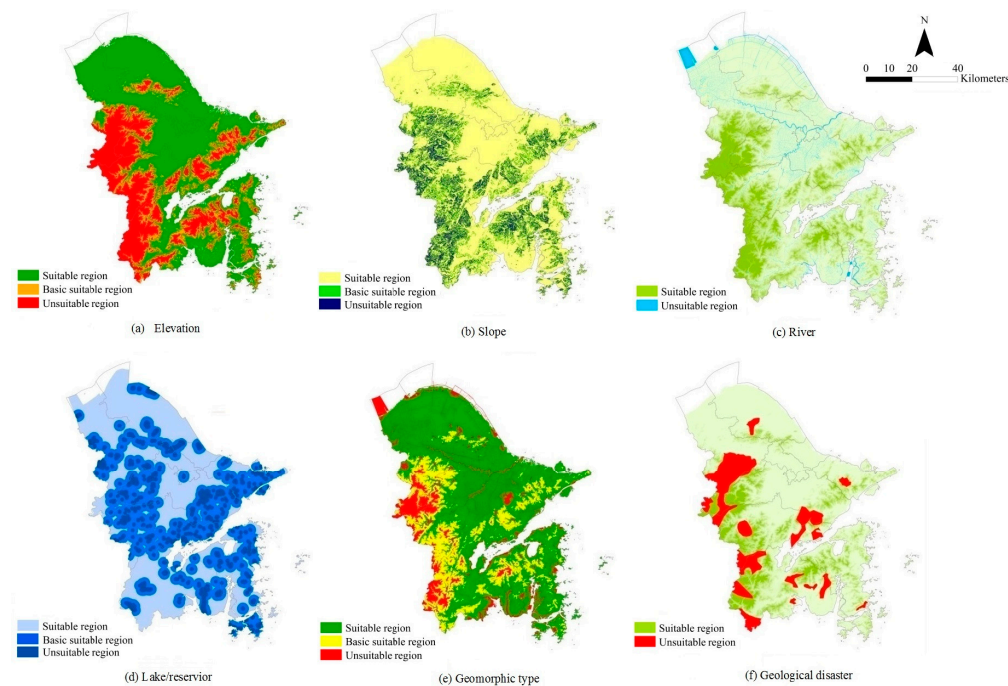 N
0 10 20 40
Kilometers
Suitable region
Basic suitable region
Unsuitable region
(a) Elevation
Suitable region
Basic suitable region
Unsuitable region
(b) Slope
Suitable region
Unsuitable region
(c) River
Suitable region
Basic suitable region
Unsuitable region
(d) Lake/reservior
Suitable region
Basic suitable region
Unsuitable region
(e) Geomorphic type
Suitable region
Unsuitable region
(f) Geological disaster